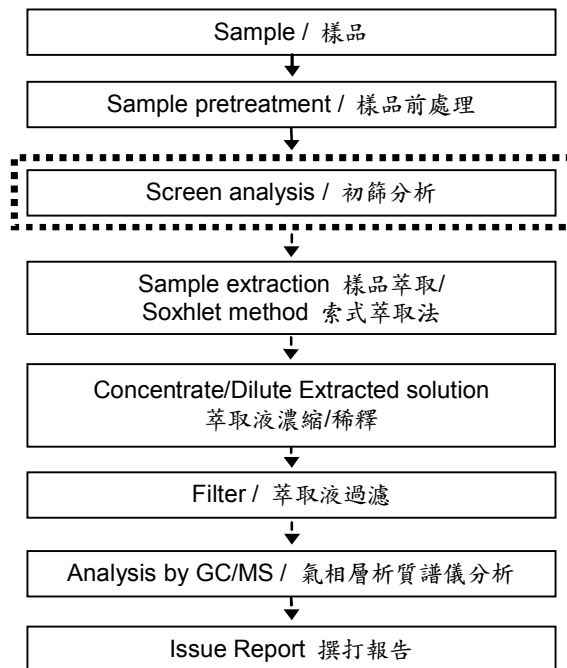 Sample / 樣品
Sample pretreatment / 樣品前處理
Screen analysis / 初篩分析
Sample extraction 樣品萃取/
Soxhlet method 索式萃取法
Concentrate/Dilute Extracted solution
萃取液濃縮/稀釋
Filter / 萃取液過濾
Analysis by GC/MS / 氣相層析質譜儀分析
Issue Report 撰打報告